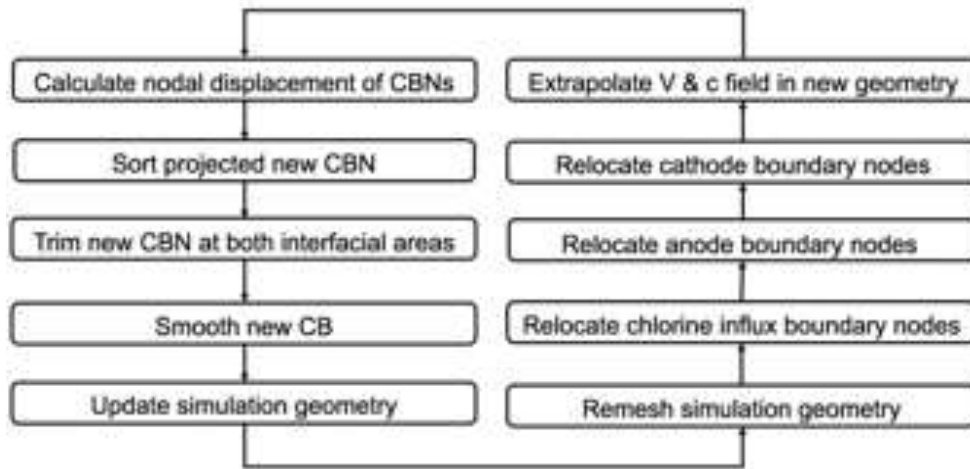 Calculate nodal displacement of CBNs
Sort projected new CBN
Trim new CBN at both interfacial areas
Smooth new CB
Update simulation geometry
Extrapolate V & c field in new geometry
Relocate cathode boundary nodes
Relocate anode boundary nodes
Relocate chlorine influx boundary nodes
Remesh simulation geometry